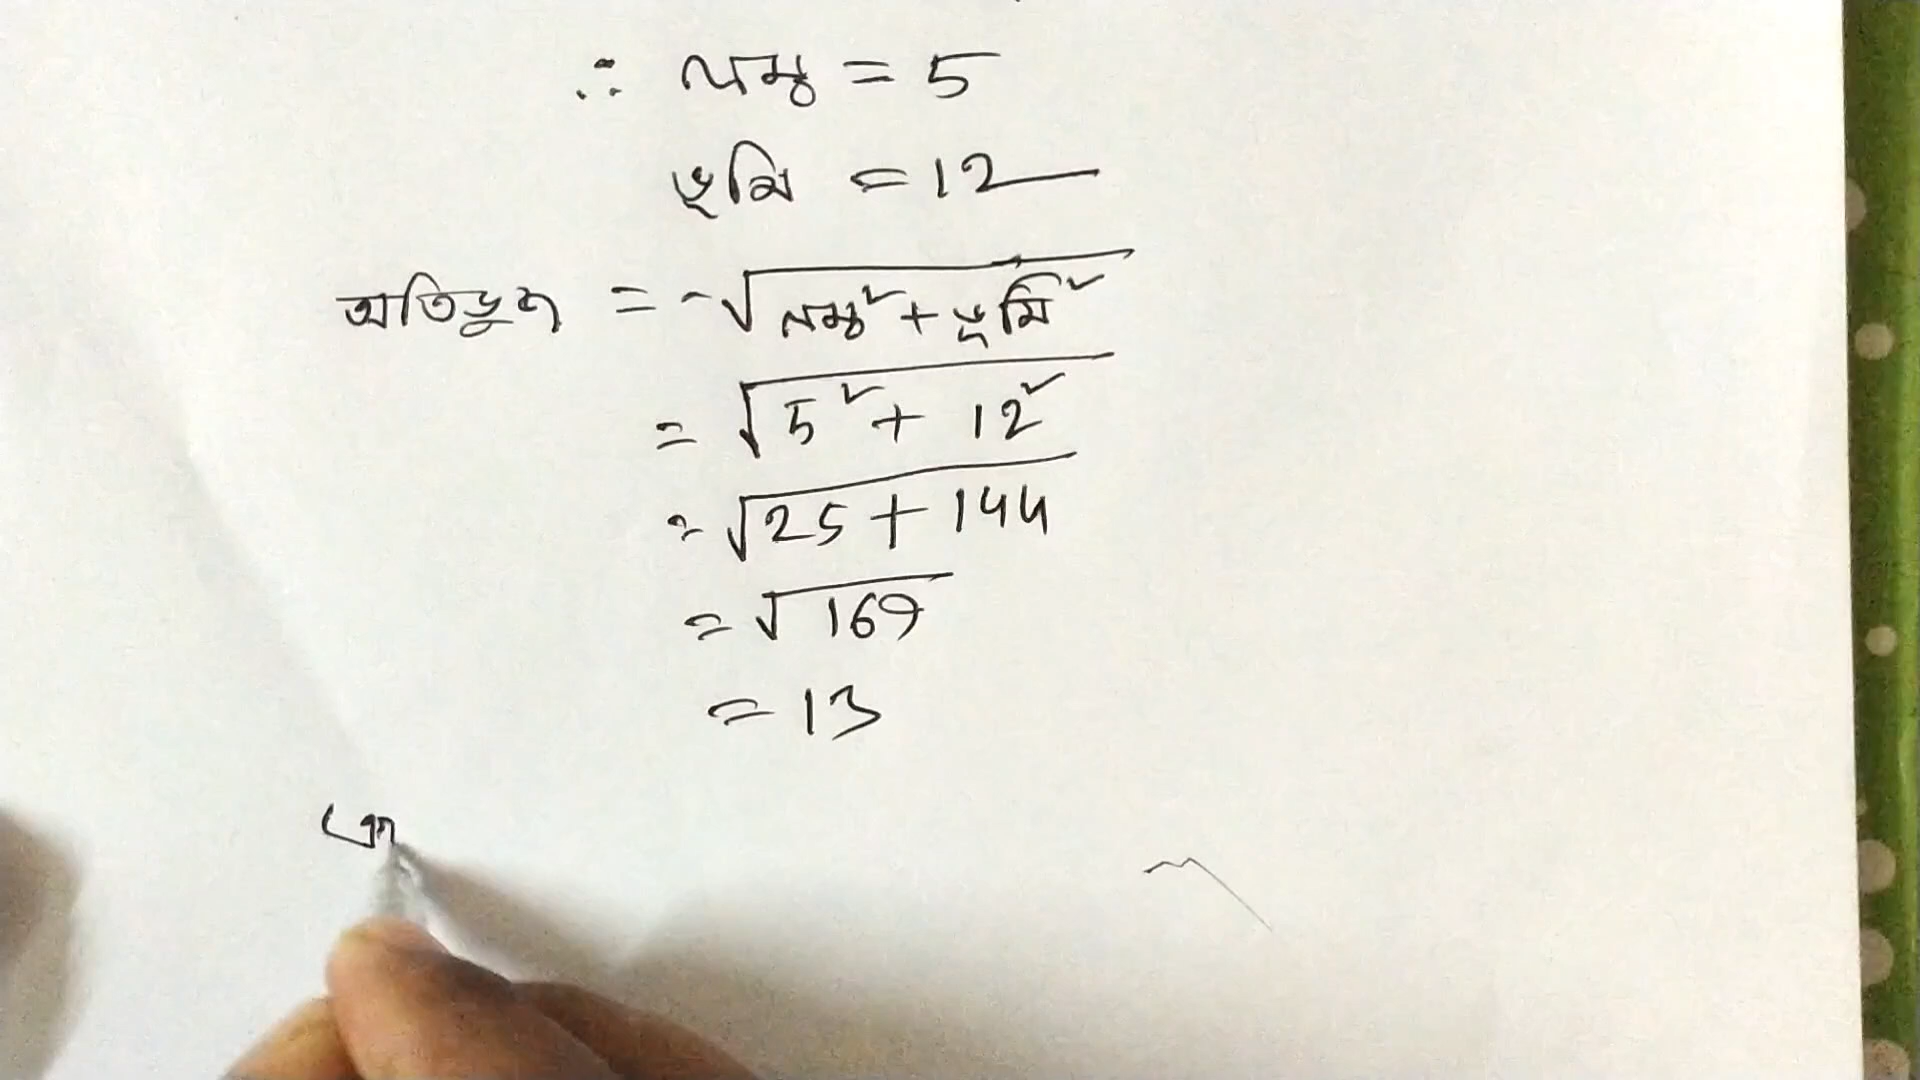 ∴ লম্ব = 5
ভূমি = 12
অতিভুজ = √লম্ব² + ভূমি²
= √5² + 12²
= √25 + 144
= √169
= 13